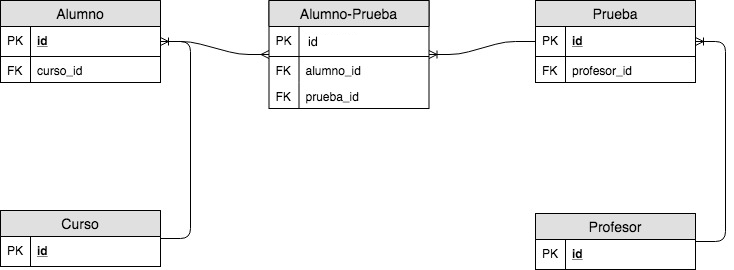 Alumno
PK id
FK curso_id
Alumno-Prueba
PK id
FK alumno_id
FK prueba_id
Prueba
PK id
FK profesor_id
Curso
PK id
Profesor
PK id